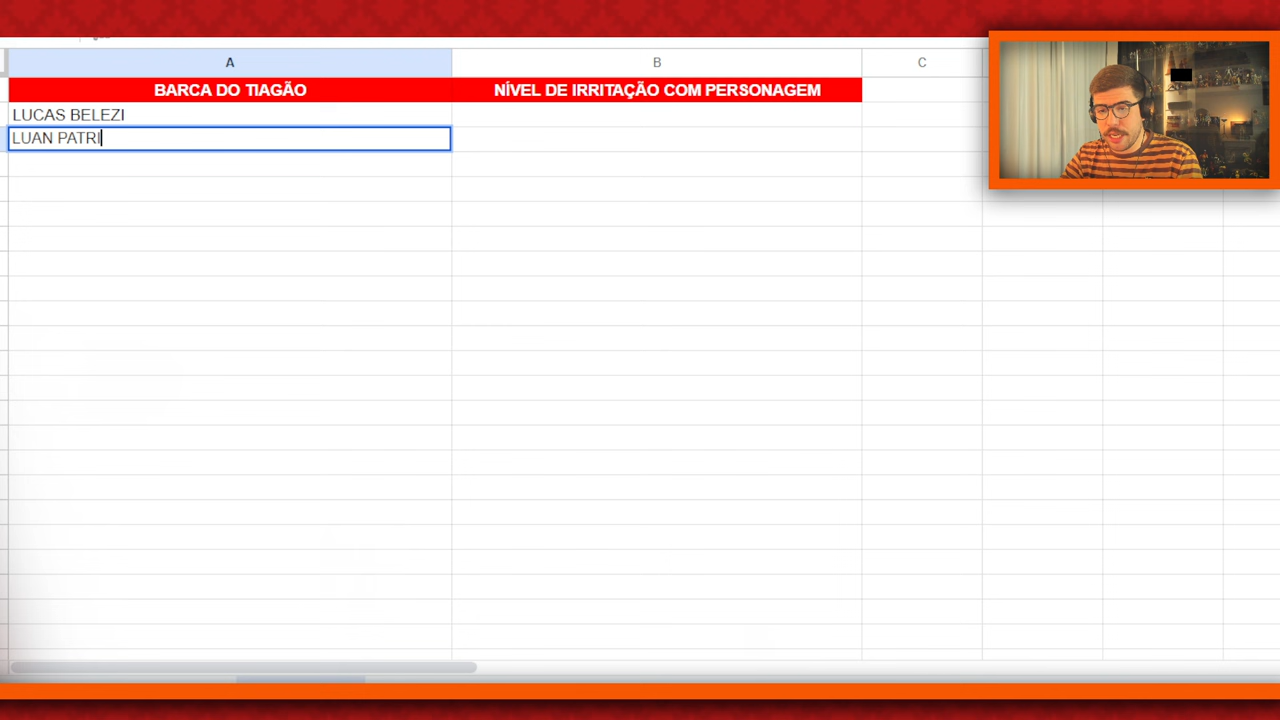 A B C
BARCA DO TIAGÃO NÍVEL DE IRRITAÇÃO COM PERSONAGEM
LUCAS BELEZI
LUAN PATRI